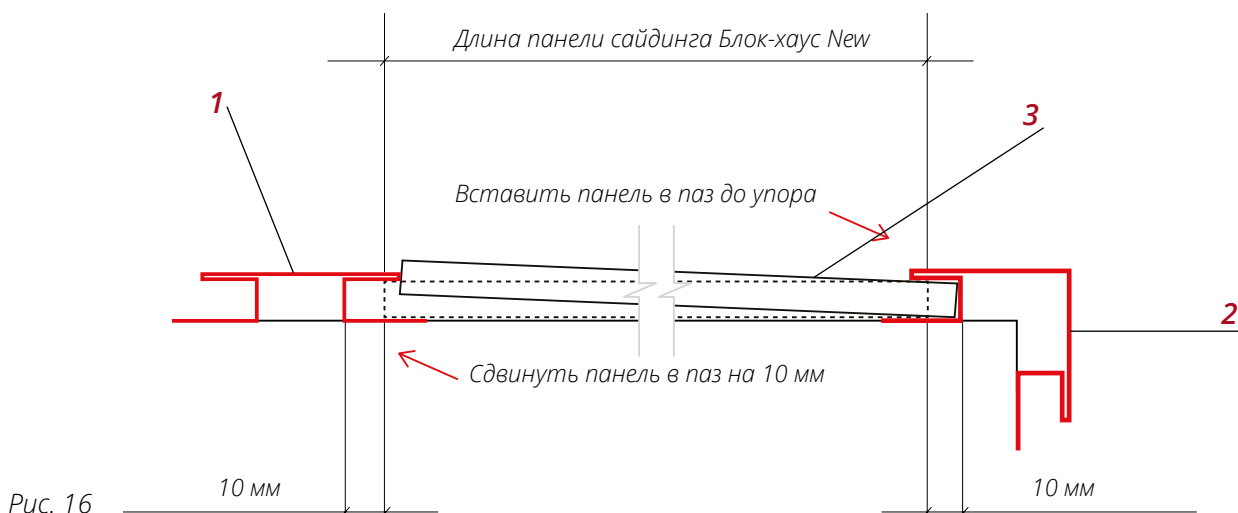 Длина панели сайдинга Блок-хаус New
1
3
Вставить панель в паз до упора
2
Сдвинуть панель в паз на 10 мм
Рис. 16
10 мм
10 мм